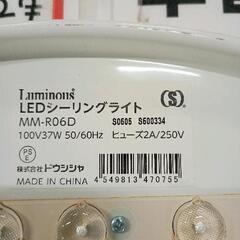 Luminous
LEDシーリングライト
MM-R06D S0605 S600334
100V37W 50/60Hz ヒューズ2A/250V
PSE 株式会社ドウシシャ
MADE IN CHINA
4 549813 470755